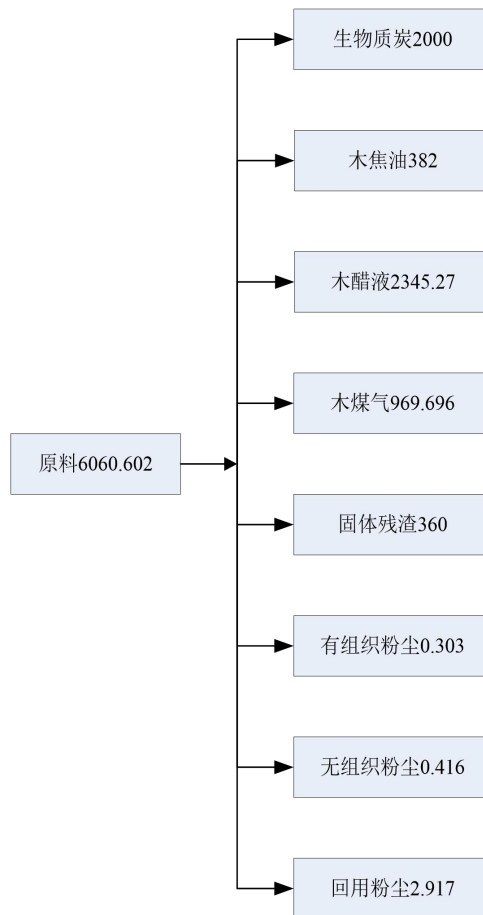 生物质炭2000
木焦油382
木醋液2345.27
木煤气969.696
原料6060.602
固体残渣360
有组织粉尘0.303
无组织粉尘0.416
回用粉尘2.917